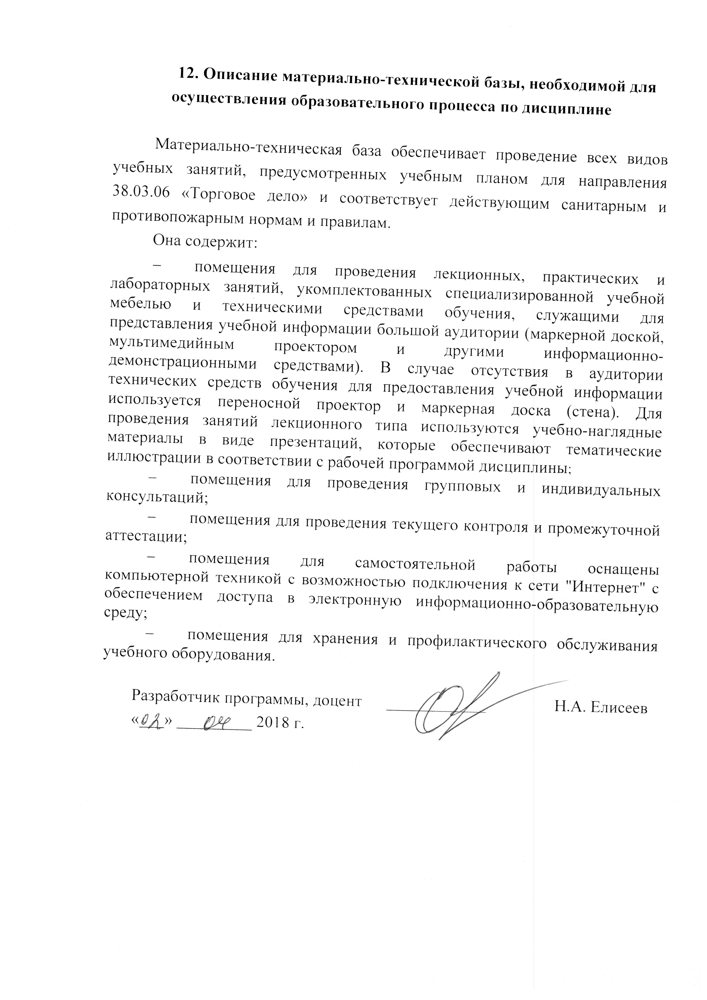 12. Описание материально-технической базы, необходимой для
осуществления образовательного процесса по дисциплине
Материально-техническая база обеспечивает проведение всех видов
учебных занятий, предусмотренных учебным планом для направления
38.03.06 «Торговое дело» и соответствует действующим санитарным и
противопожарным нормам и правилам.
Она содержит:
– помещения для проведения лекционных, практических и
лабораторных занятий, укомплектованных специализированной учебной
мебелью и техническими средствами обучения, служащими для
представления учебной информации большой аудитории (маркерной доской,
мультимедийным проектором и другими информационно-
демонстрационными средствами). В случае отсутствия в аудитории
технических средств обучения для предоставления учебной информации
используется переносной проектор и маркерная доска (стена). Для
проведения занятий лекционного типа используются учебно-наглядные
материалы в виде презентаций, которые обеспечивают тематические
иллюстрации в соответствии с рабочей программой дисциплины;
– помещения для проведения групповых и индивидуальных
консультаций;
– помещения для проведения текущего контроля и промежуточной
аттестации;
– помещения для самостоятельной работы оснащены
компьютерной техникой с возможностью подключения к сети "Интернет" с
обеспечением доступа в электронную информационно-образовательную
среду;
– помещения для хранения и профилактического обслуживания
учебного оборудования.
Разработчик программы, доцент Н.А. Елисеев
«02» 04 2018 г.